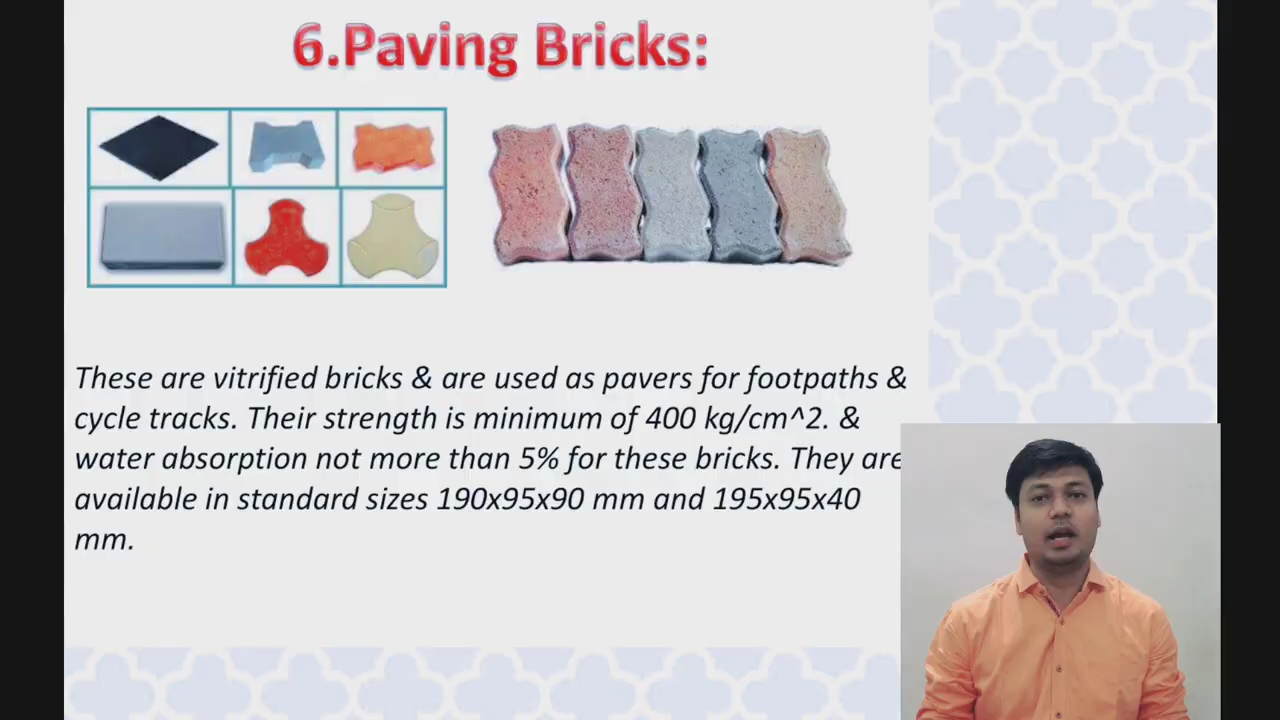 6.Paving Bricks:
These are vitrified bricks & are used as pavers for footpaths &
cycle tracks. Their strength is minimum of 400 kg/cm^2. &
water absorption not more than 5% for these bricks. They are
available in standard sizes 190x95x90 mm and 195x95x40
mm.